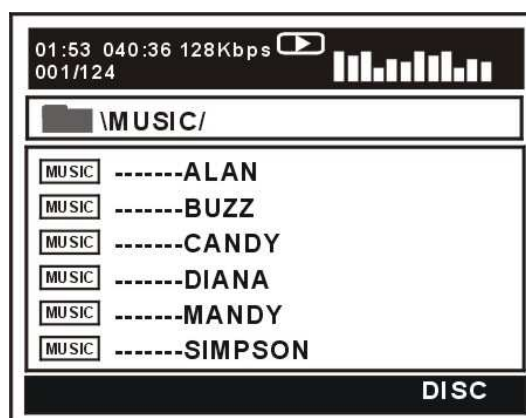 01:53 040:36 128Kbps
001/124
\MUSIC/
MUSIC -------ALAN
MUSIC -------BUZZ
MUSIC -------CANDY
MUSIC -------DIANA
MUSIC -------MANDY
MUSIC -------SIMPSON
DISC